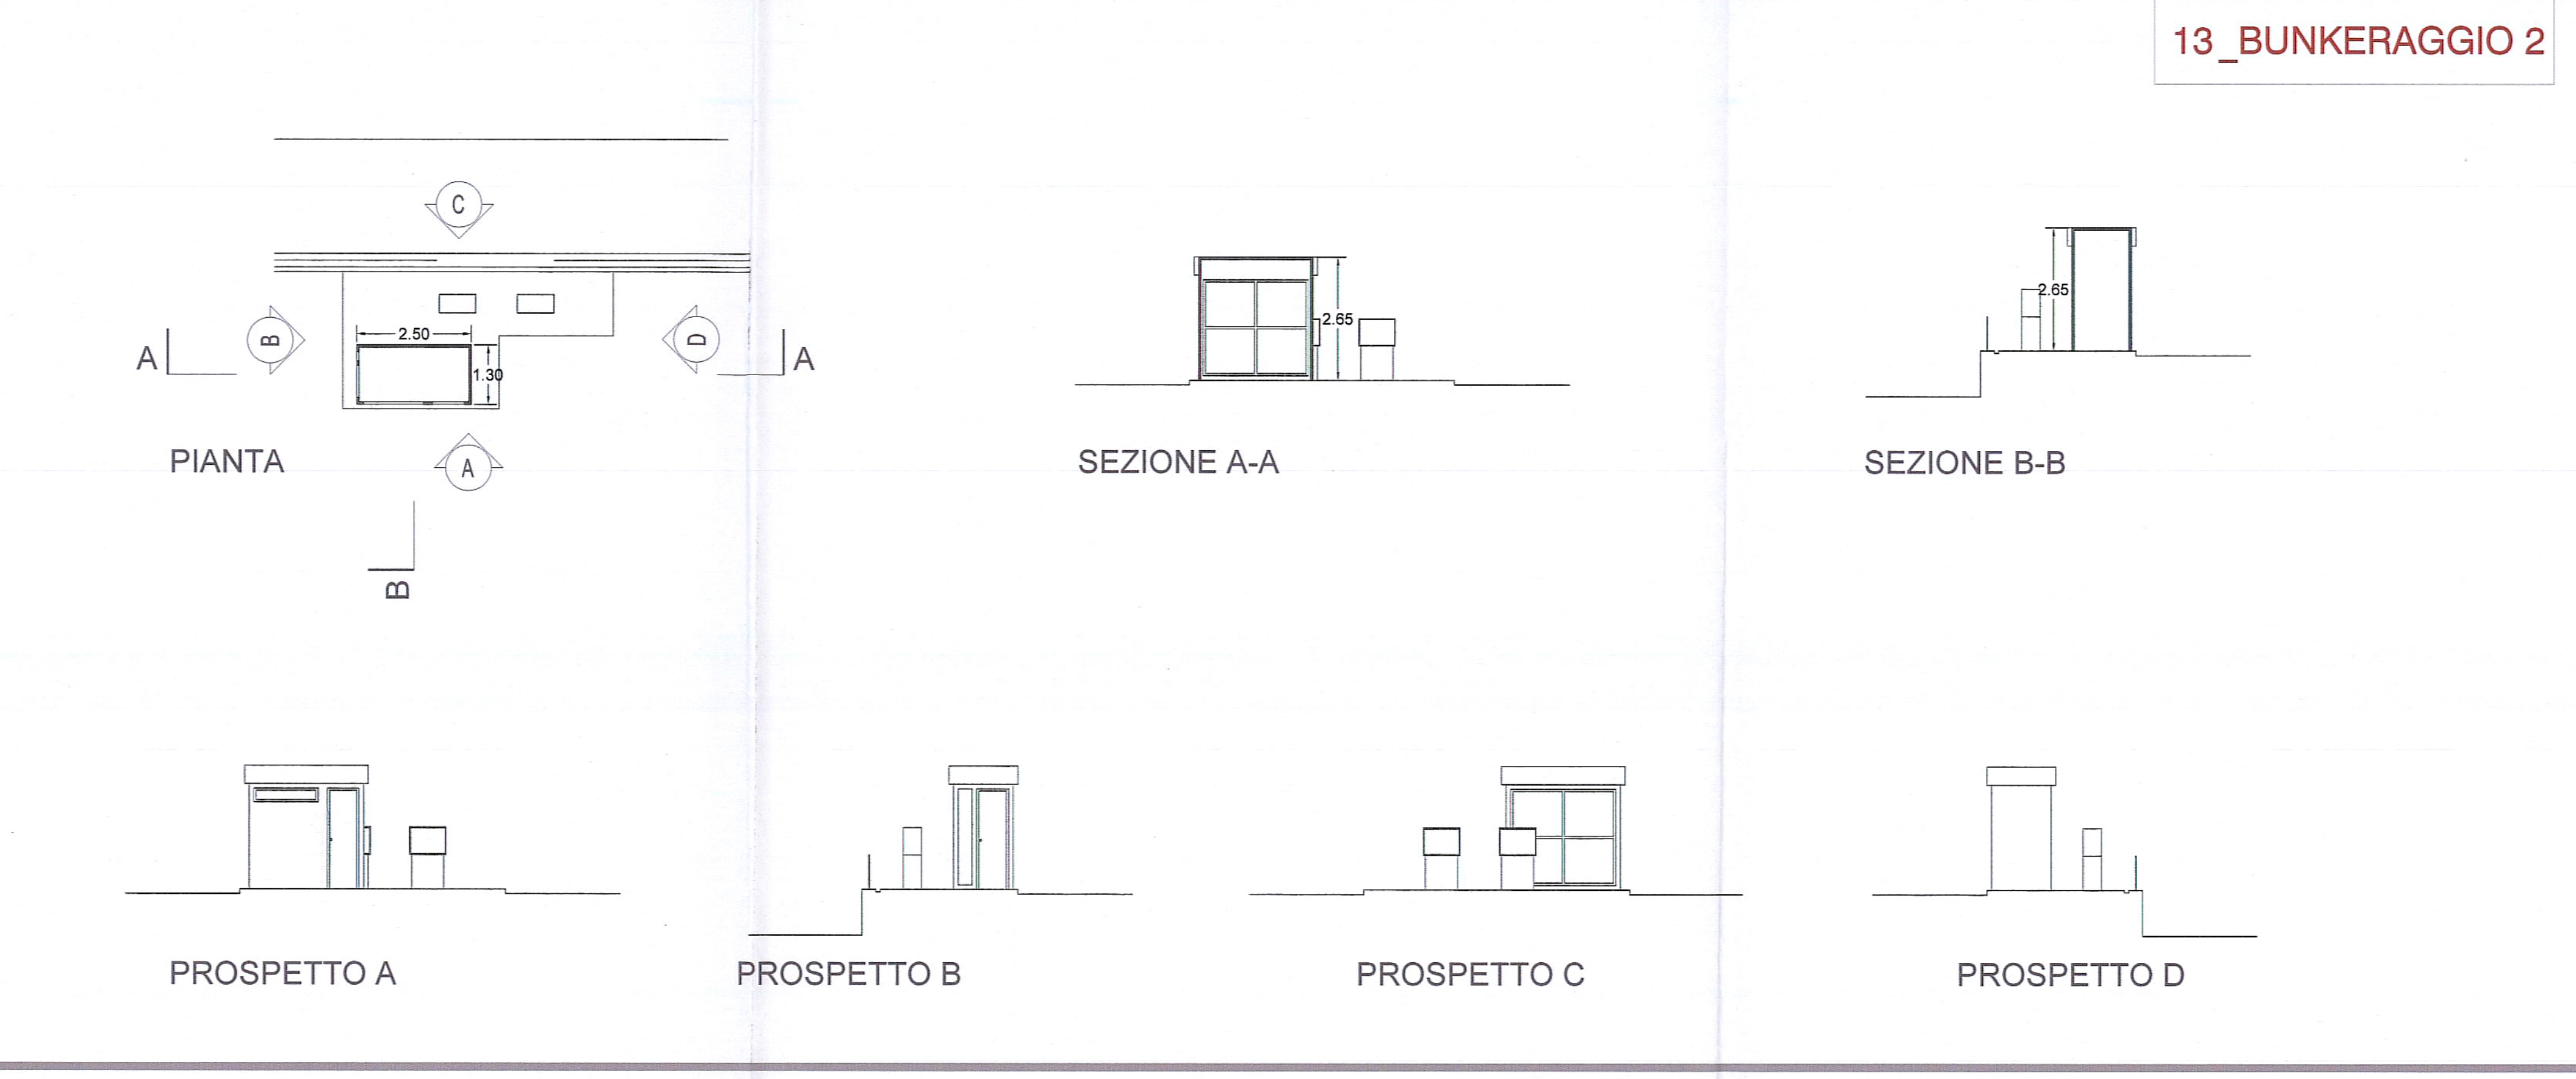 13_BUNKERAGGIO 2
C
B
D
A
A
2.50
1.30
PIANTA
A
B
2.65
SEZIONE A-A
2.65
SEZIONE B-B
PROSPETTO A
PROSPETTO B
PROSPETTO C
PROSPETTO D